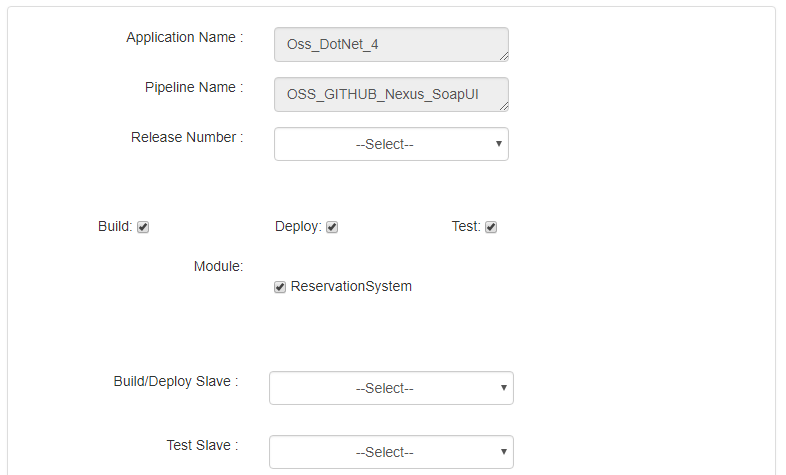 Application Name : Oss_DotNet_4
Pipeline Name : OSS_GITHUB_Nexus_SoapUI
Release Number : --Select--
Build: Deploy: Test:
Module:
ReservationSystem
Build/Deploy Slave : --Select--
Test Slave : --Select--